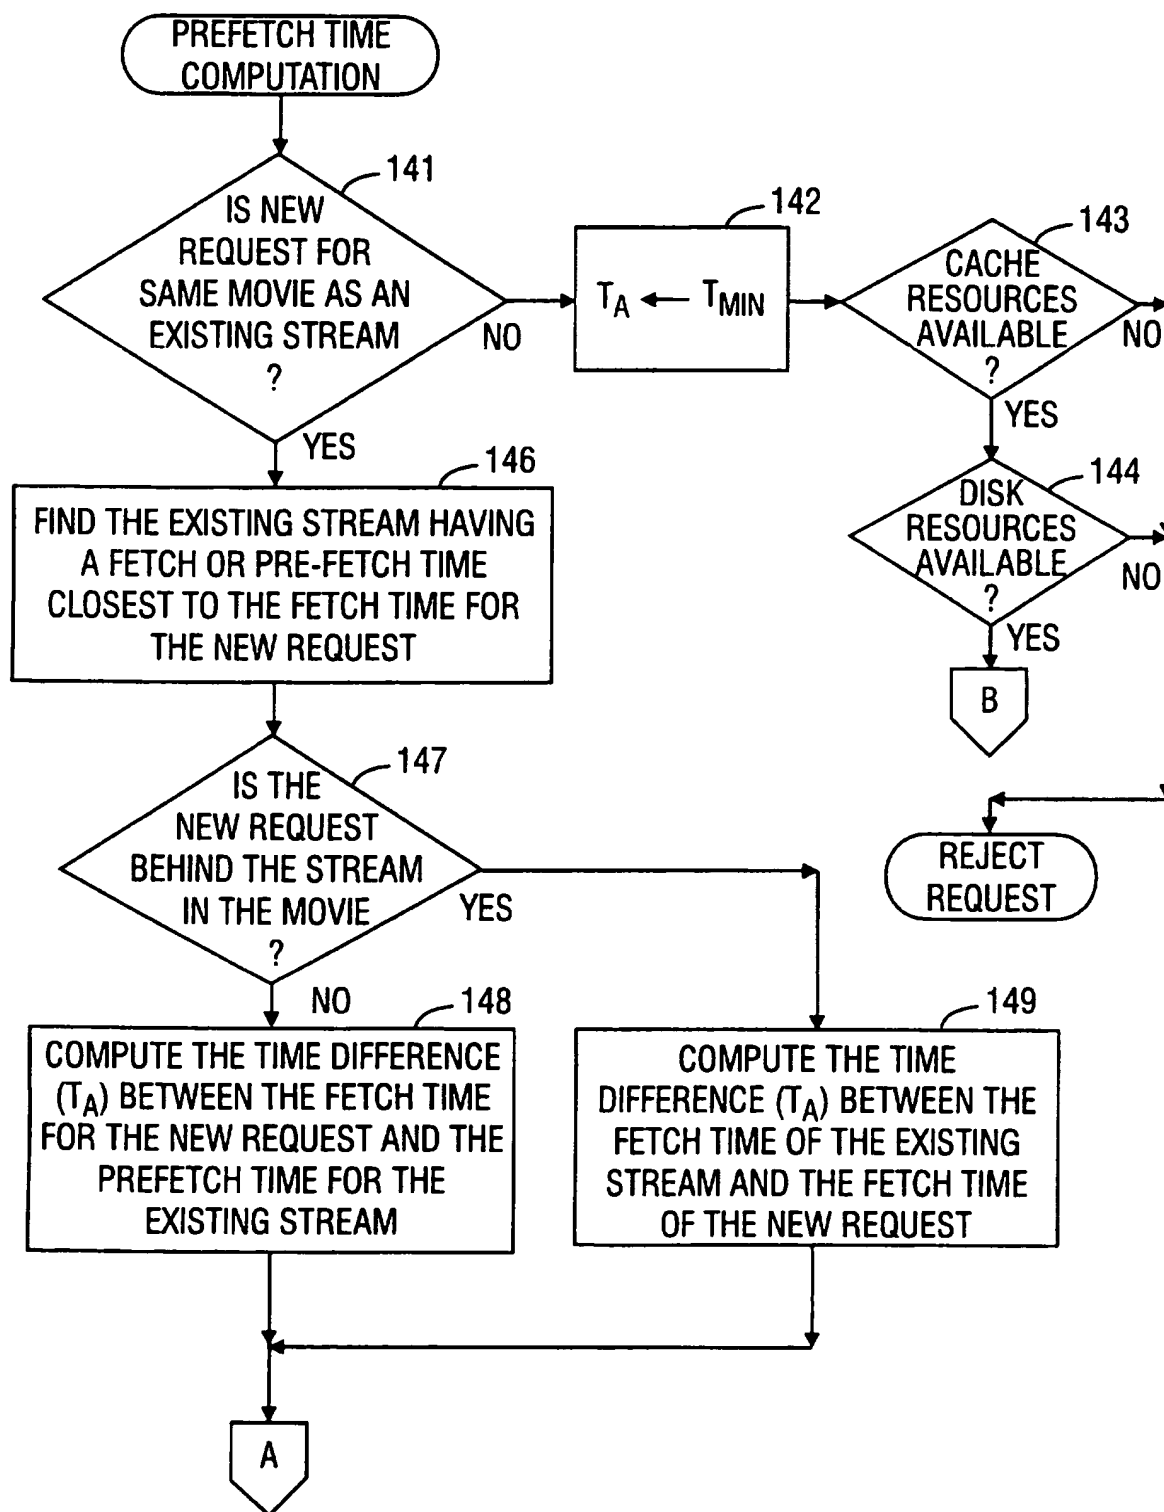 PREFETCH TIME
COMPUTATION
141
IS NEW
REQUEST FOR
SAME MOVIE AS AN
EXISTING STREAM
?
NO
YES
142
TA ← TMIN
143
CACHE
RESOURCES
AVAILABLE
?
NO
YES
144
DISK
RESOURCES
AVAILABLE
?
NO
YES
B
REJECT
REQUEST
146
FIND THE EXISTING STREAM HAVING
A FETCH OR PRE-FETCH TIME
CLOSEST TO THE FETCH TIME FOR
THE NEW REQUEST
147
IS THE
NEW REQUEST
BEHIND THE STREAM
IN THE MOVIE
?
YES
NO
148
COMPUTE THE TIME DIFFERENCE
(TA) BETWEEN THE FETCH TIME
FOR THE NEW REQUEST AND THE
PREFETCH TIME FOR THE
EXISTING STREAM
149
COMPUTE THE TIME
DIFFERENCE (TA) BETWEEN THE
FETCH TIME OF THE EXISTING
STREAM AND THE FETCH TIME
OF THE NEW REQUEST
A